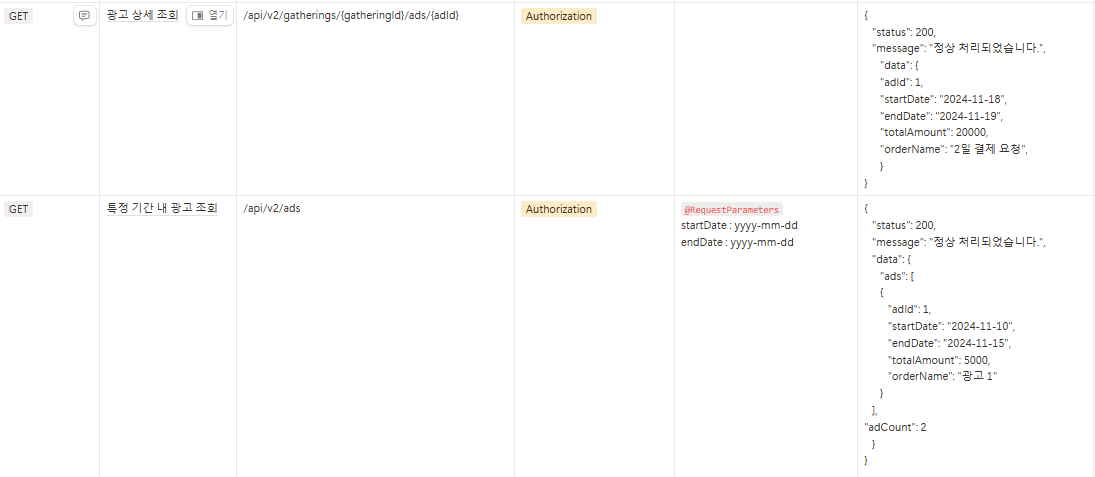 GET
광고 상세 조회
열기
/api/v2/gatherings/{gatheringId}/ads/{adId}
Authorization
{
"status": 200,
"message": "정상 처리되었습니다.",
"data": {
"adId": 1,
"startDate": "2024-11-18",
"endDate": "2024-11-19",
"totalAmount": 20000,
"orderName": "2일 결제 요청",
}
}
GET
특정 기간 내 광고 조회
/api/v2/ads
Authorization
@RequestParameters
startDate : yyyy-mm-dd
endDate : yyyy-mm-dd
{
"status": 200,
"message": "정상 처리되었습니다.",
"data": {
"ads": [
{
"adId": 1,
"startDate": "2024-11-10",
"endDate": "2024-11-15",
"totalAmount": 5000,
"orderName": "광고 1"
}
],
"adCount": 2
}
}